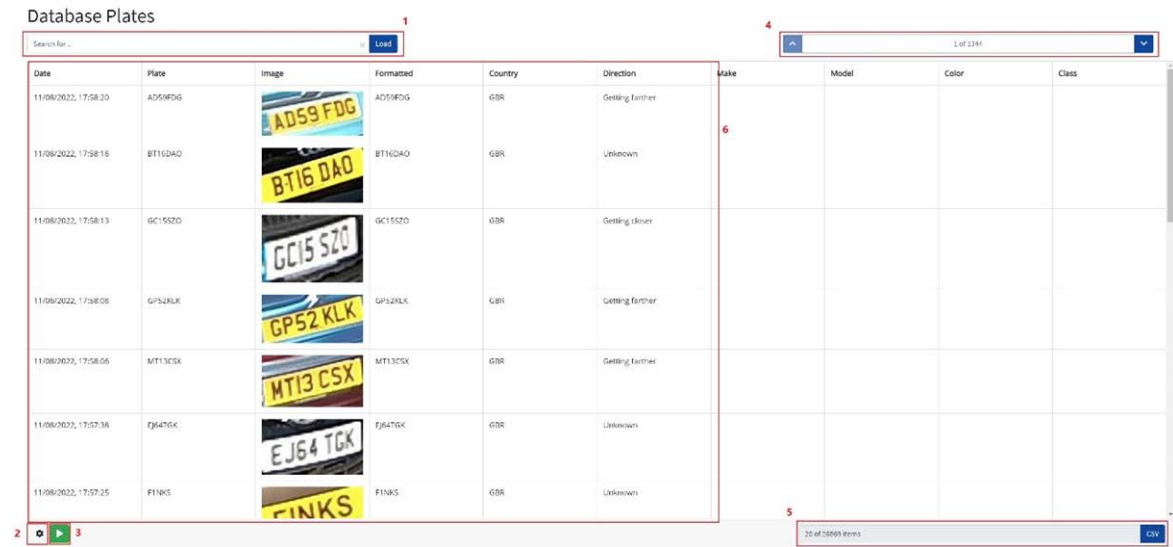 Database Plates
1
4
Search for ... × Load
1 of 1344
Date Plate Image Formatted Country Direction Make Model Color Class
11/08/2022, 17:58:20 AD59FDG AD59 FDG AD59FDG GBR Getting farther
6
11/08/2022, 17:58:18 BT16DAO BT16 DAO BT16DAO GBR Unknown
11/08/2022, 17:58:13 GC15SZO GC15 SZO GC15SZO GBR Getting closer
11/08/2022, 17:58:08 GP52KLK GP52 KLK GP52KLK GBR Getting farther
11/08/2022, 17:58:06 MT13CSX MT13 CSX MT13CSX GBR Getting farther
11/08/2022, 17:57:38 EJ64TGK EJ64 TGK EJ64TGK GBR Unknown
11/08/2022, 17:57:25 F1NKS F1NKS F1NKS GBR Unknown
5
2 3
20 of items CSV